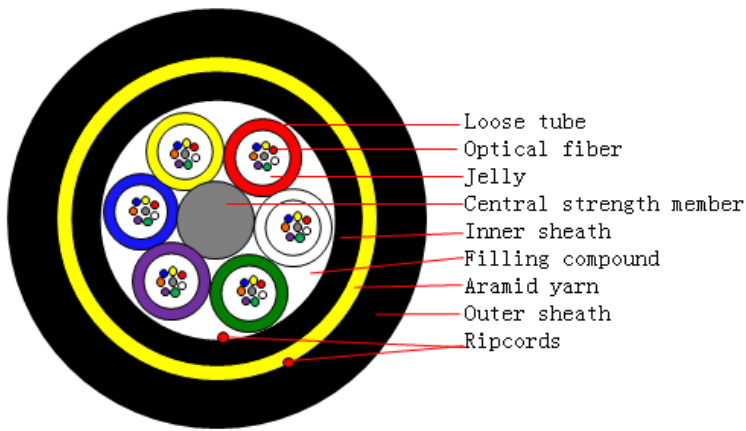 Loose tube
Optical fiber
Jelly
Central strength member
Inner sheath
Filling compound
Aramid yarn
Outer sheath
Ripcords